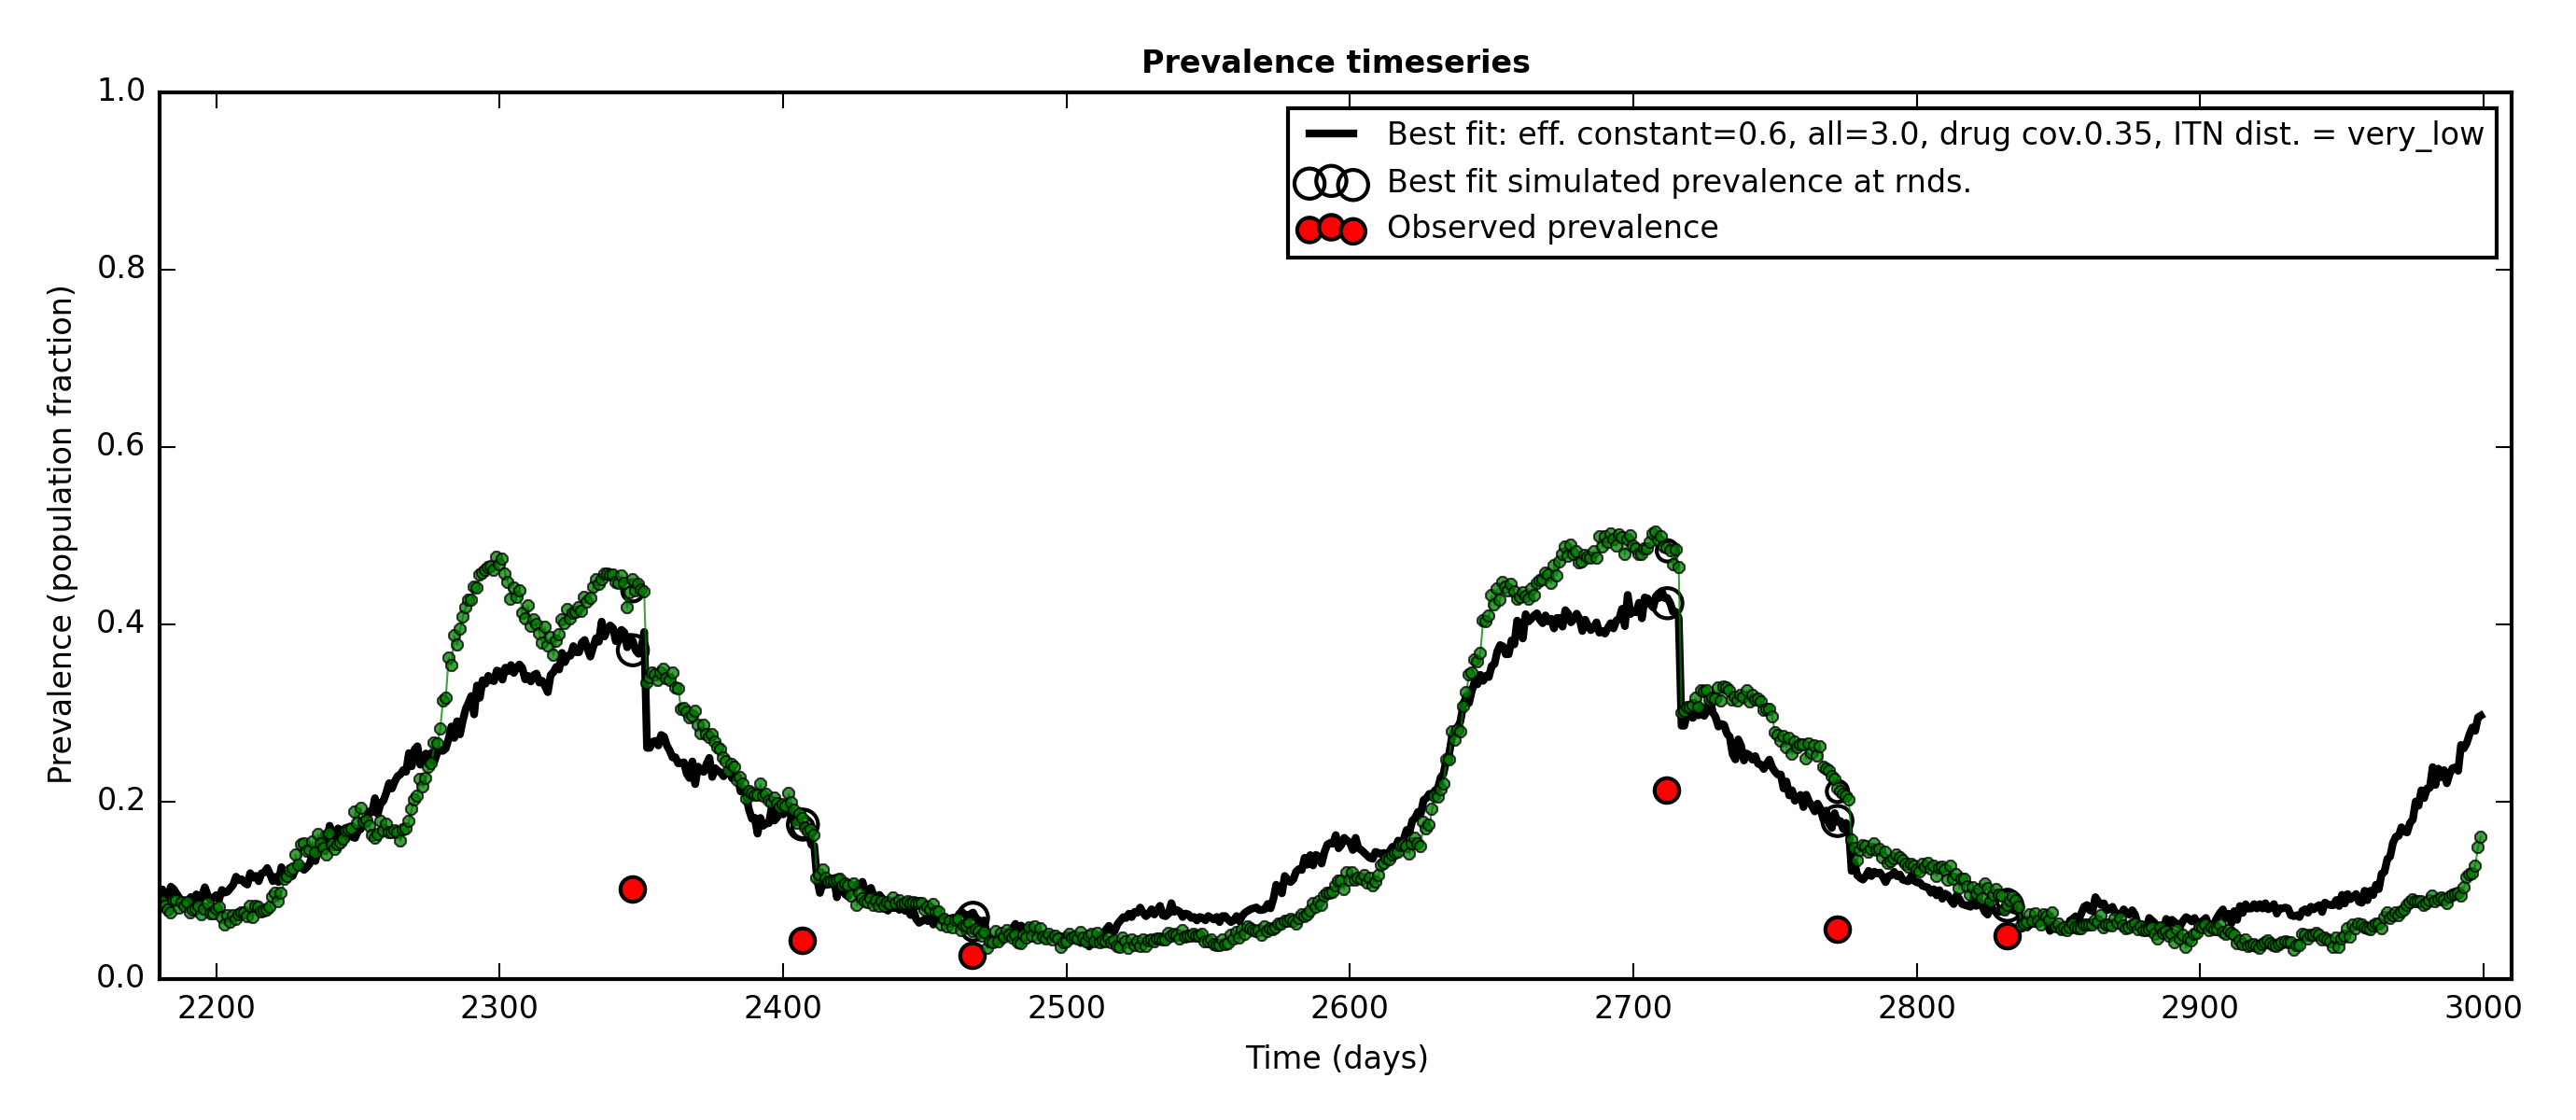 Prevalence timeseries
1.0
0.8
0.6
0.4
0.2
0.0
Prevalence (population fraction)
Best fit: eff. constant=0.6, all=3.0, drug cov.0.35, ITN dist. = very_low
Best fit simulated prevalence at rnds.
Observed prevalence
2200 2300 2400 2500 2600 2700 2800 2900 3000
Time (days)